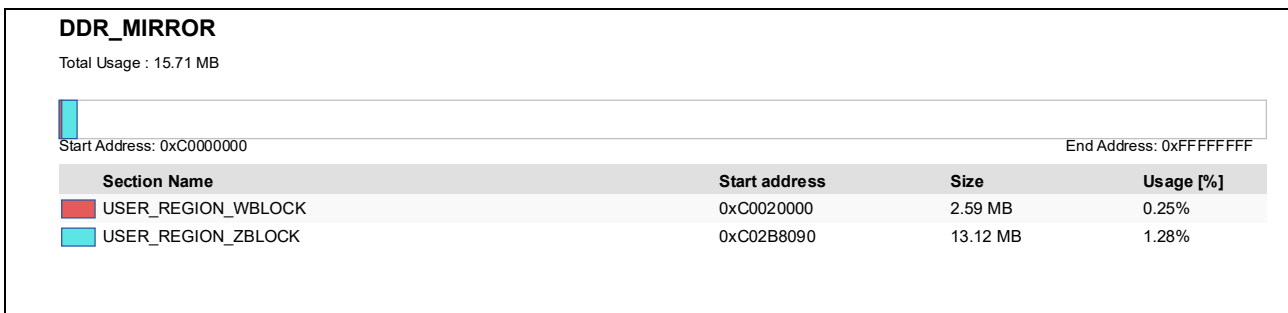 DDR_MIRROR
Total Usage : 15.71 MB
Start Address: 0xC0000000 End Address: 0xFFFFFFFF
Section Name Start address Size Usage [%]
USER_REGION_WBLOCK 0xC0020000 2.59 MB 0.25%
USER_REGION_ZBLOCK 0xC02B8090 13.12 MB 1.28%